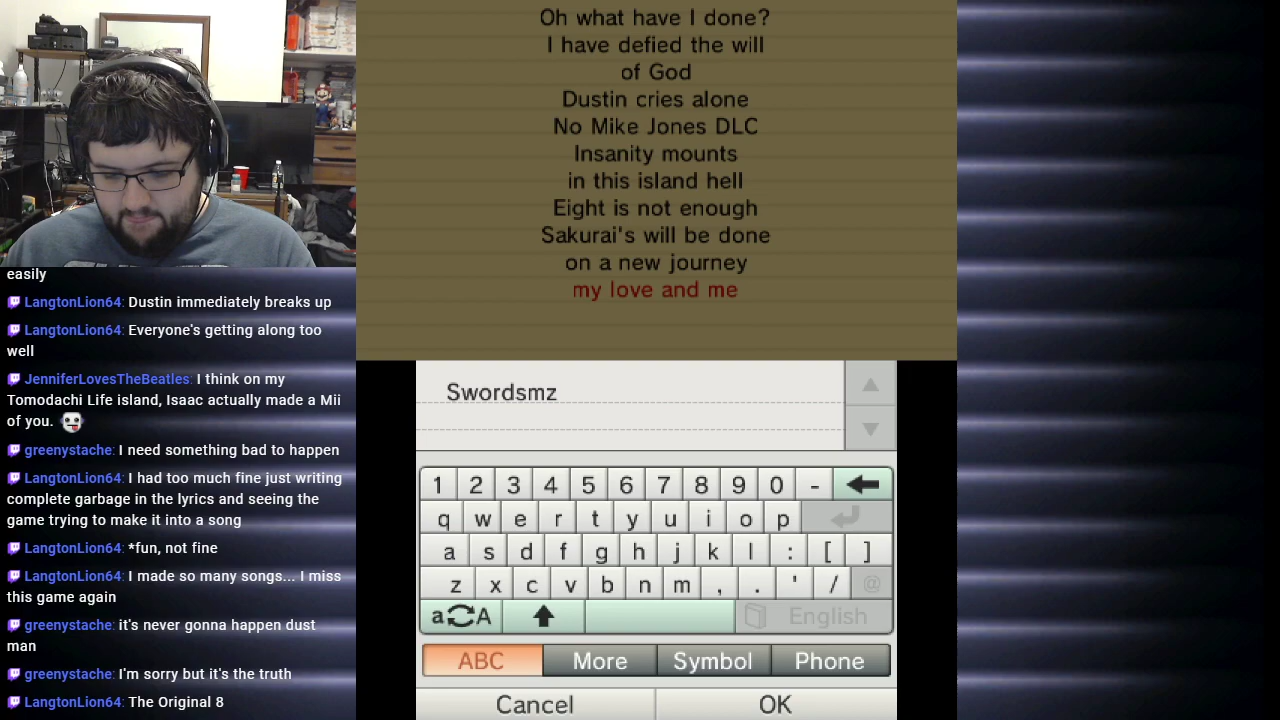 Oh what have I done?
I have defied the will
of God
Dustin cries alone
No Mike Jones DLC
Insanity mounts
in this island hell
Eight is not enough
Sakurai's will be done
on a new journey
my love and me
easily
LangtonLion64: Dustin immediately breaks up
LangtonLion64: Everyone's getting along too
well
JenniferLovesTheBeatles: I think on my
Tomodachi Life island, Isaac actually made a Mii
of you.
greenystache: I need something bad to happen
LangtonLion64: I had too much fine just writing
complete garbage in the lyrics and seeing the
game trying to make it into a song
LangtonLion64: *fun, not fine
LangtonLion64: I made so many songs... I miss
this game again
greenystache: it's never gonna happen dust
man
greenystache: I'm sorry but it's the truth
LangtonLion64: The Original 8
Swordsmz
1 2 3 4 5 6 7 8 9 0 -
q w e r t y u i o p
a s d f g h j k l : [ ]
z x c v b n m , . ' / @
a A English
ABC More Symbol Phone
Cancel OK